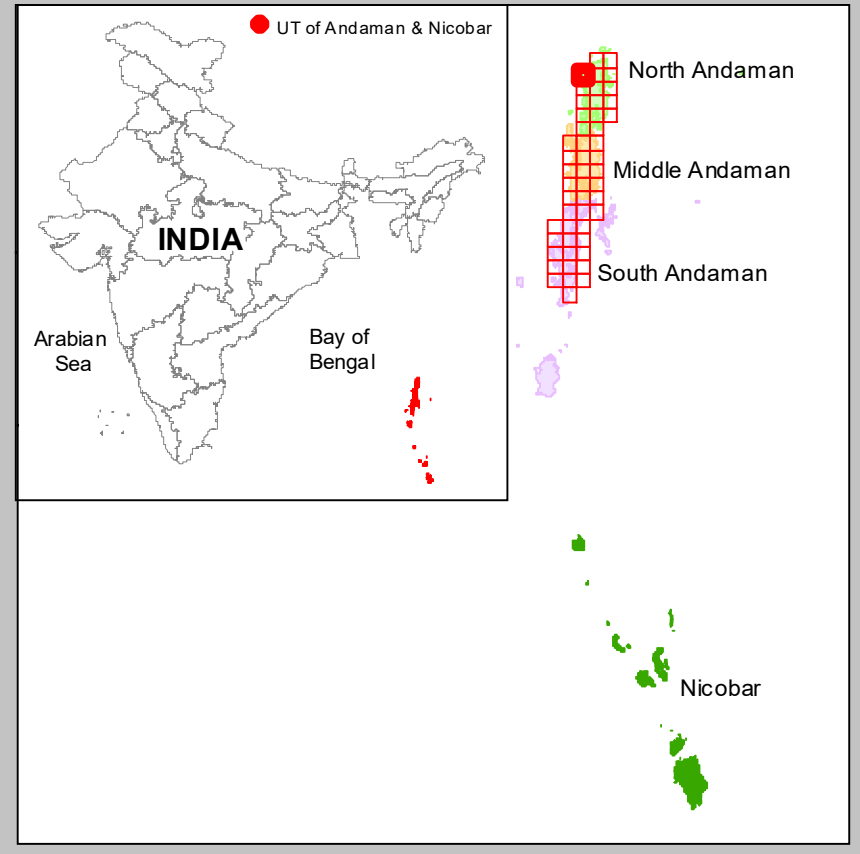 UT of Andaman & Nicobar
North Andaman
Middle Andaman
INDIA
South Andaman
Arabian
Sea
Bay of
Bengal
Nicobar